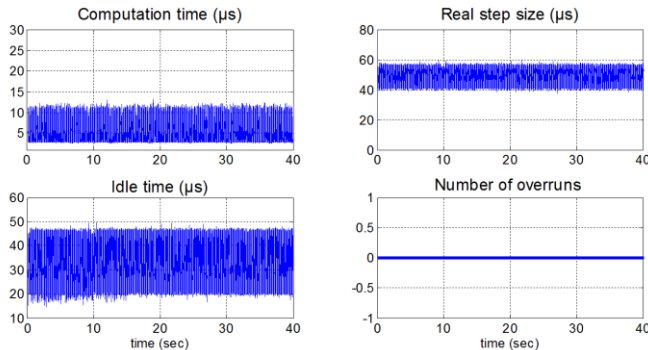 Computation time (µs)
30
25
20
15
10
5
0 10 20 30 40
Real step size (µs)
80
60
40
20
0
0 10 20 30 40
Idle time (µs)
60
50
40
30
20
10
0 10 20 30 40
time (sec)
Number of overruns
1
0.5
0
-0.5
-1
0 10 20 30 40
time (sec)